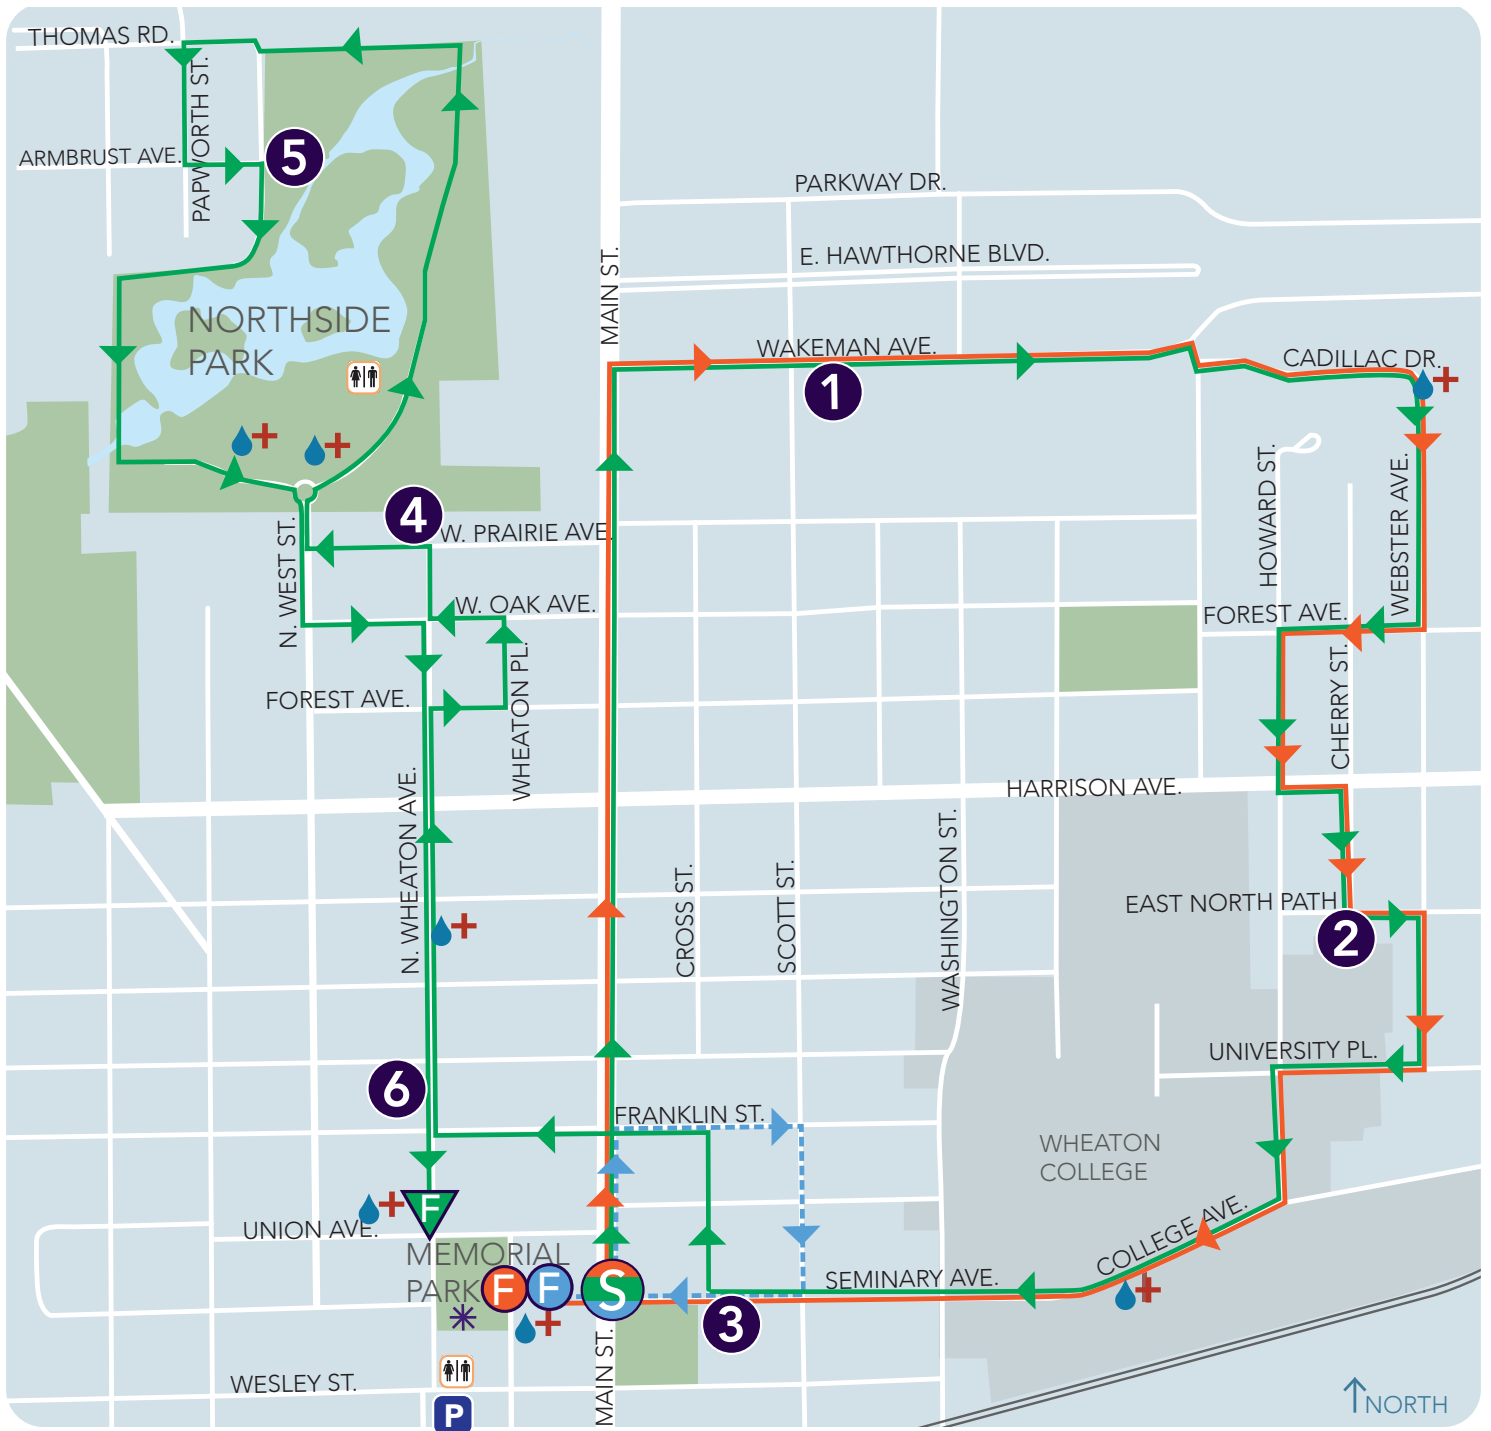 THOMAS RD.
PAPWORTH ST.
ARMBRUST AVE.
5
PARKWAY DR.
E. HAWTHORNE BLVD.
MAIN ST.
NORTHSIDE
PARK
WAKEMAN AVE.
1
CADILLAC DR.
HOWARD ST.
WEBSTER AVE.
4
W. PRAIRIE AVE.
N. WEST ST.
W. OAK AVE.
FOREST AVE.
CHERRY ST.
WHEATON PL.
FOREST AVE.
HARRISON AVE.
N. WHEATON AVE.
CROSS ST.
SCOTT ST.
WASHINGTON ST.
EAST NORTH PATH
2
UNIVERSITY PL.
6
FRANKLIN ST.
WHEATON
COLLEGE
F
UNION AVE.
COLLEGE AVE.
MEMORIAL
PARK
F
F
S
SEMINARY AVE.
3
MAIN ST.
WESLEY ST.
P
NORTH